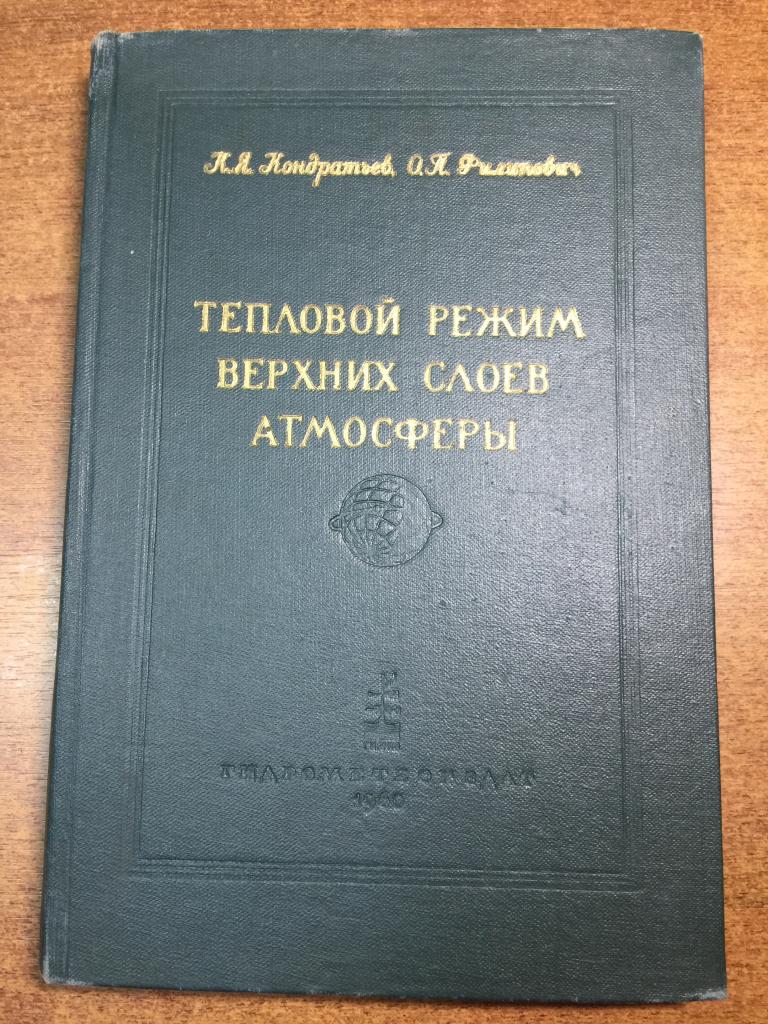 К.Я. Кондратьев, О.П. Филипович
ТЕПЛОВОЙ РЕЖИМ
ВЕРХНИХ СЛОЕВ
АТМОСФЕРЫ
ГИДРОМЕТЕОИЗДАТ
1960